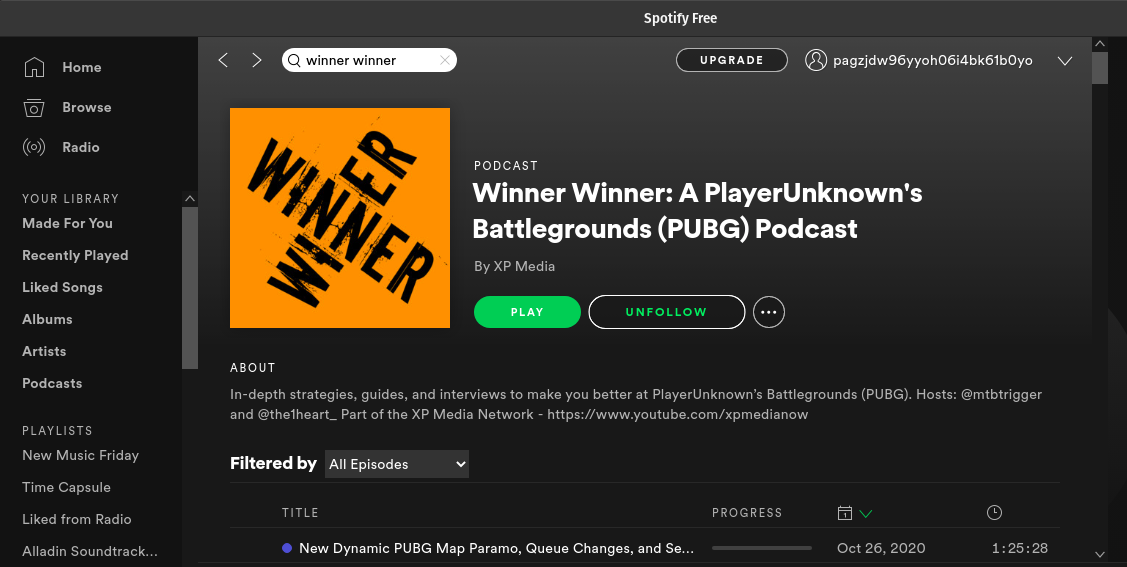 Spotify Free
winner winner
UPGRADE
pagzjdw96yyoh06i4bk61b0yo
Home
Browse
Radio
YOUR LIBRARY
Made For You
Recently Played
Liked Songs
Albums
Artists
Podcasts
PLAYLISTS
New Music Friday
Time Capsule
Liked from Radio
Alladin Soundtrack...
WINNER
WINNER
PODCAST
Winner Winner: A PlayerUnknown's
Battlegrounds (PUBG) Podcast
By XP Media
PLAY
UNFOLLOW
ABOUT
In-depth strategies, guides, and interviews to make you better at PlayerUnknown's Battlegrounds (PUBG). Hosts: @mtbtrigger
and @the1heart_ Part of the XP Media Network - https://www.youtube.com/xpmedianow
Filtered by All Episodes
TITLE PROGRESS
New Dynamic PUBG Map Paramo, Queue Changes, and Se... Oct 26, 2020 1:25:28